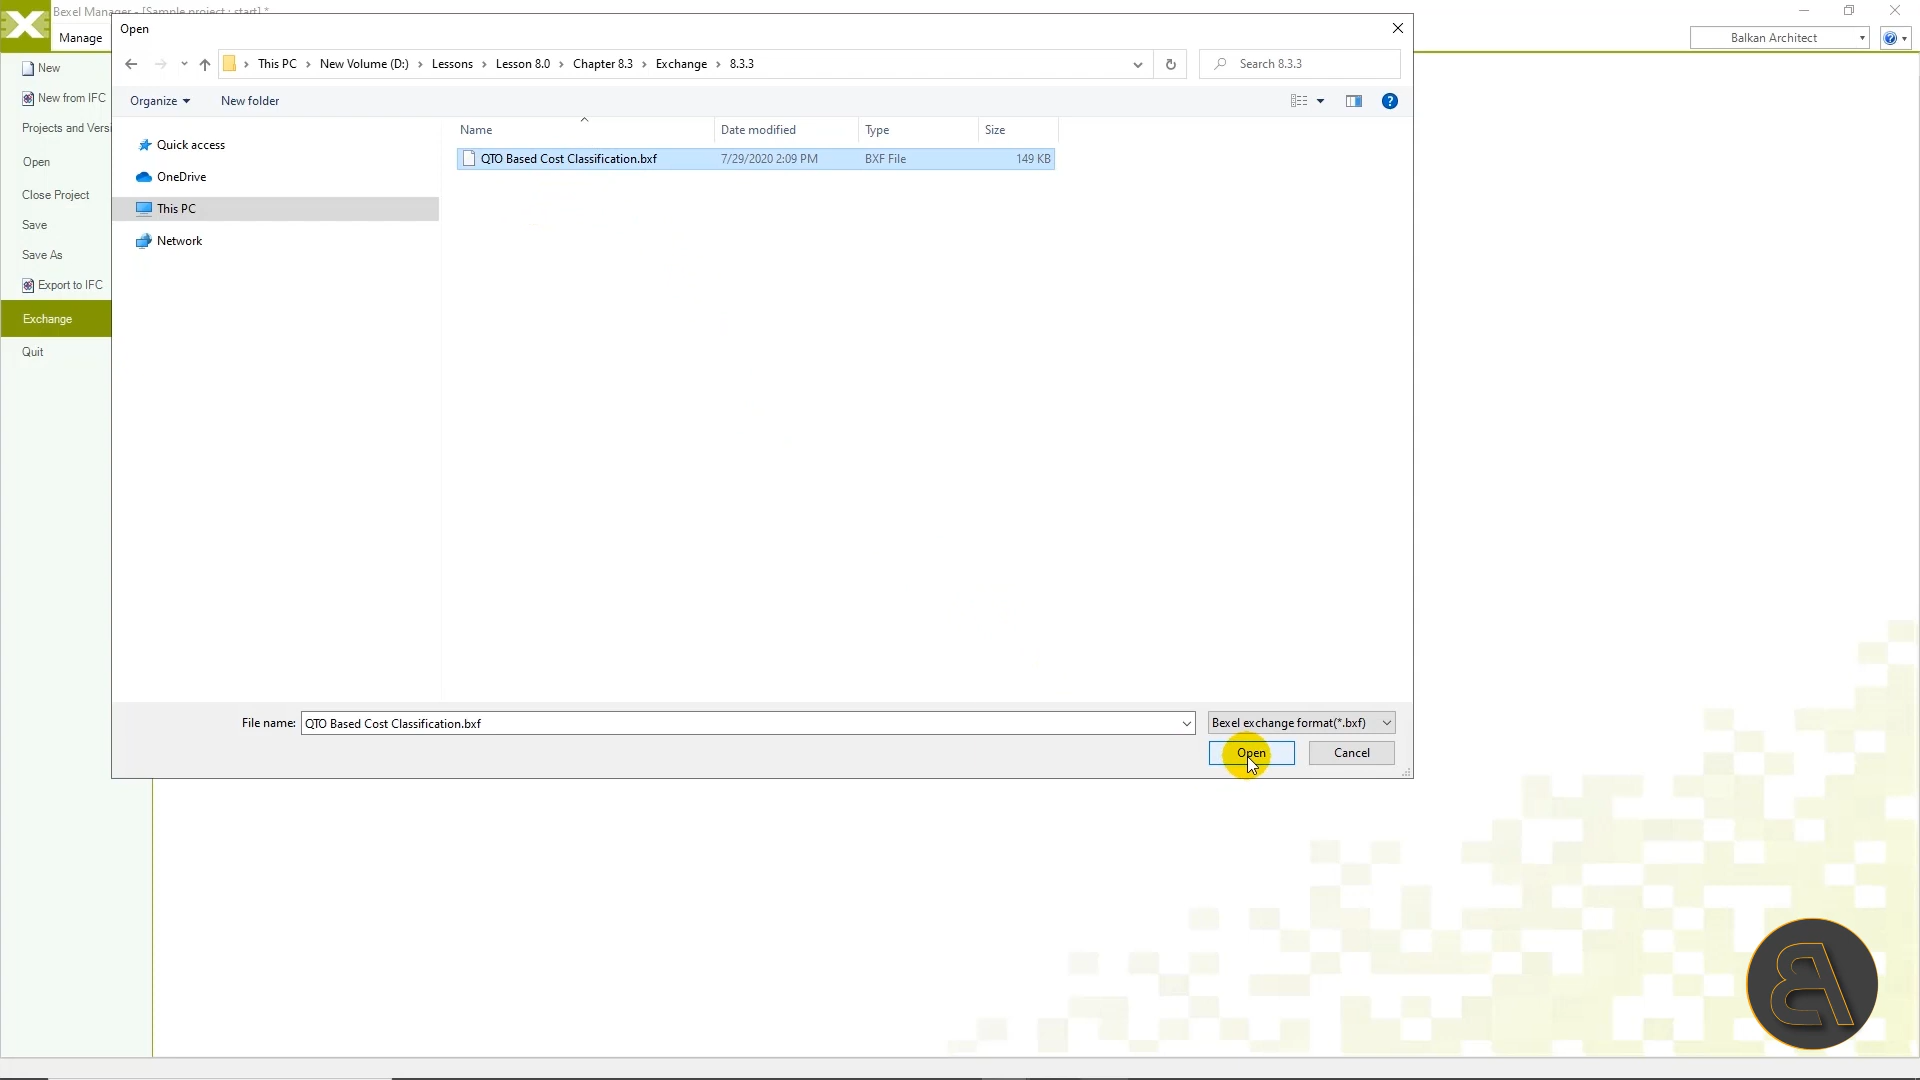 Bexel Manager - [Sample project : start] *
Open
Manage
Balkan Architect
This PC
New Volume (D:)
Lessons
Lesson 8.0
Chapter 8.3
Exchange
8.3.3
Search 8.3.3
Organize
New folder
New
New from IFC
Projects and Versi
Open
Close Project
Save
Save As
Export to IFC
Exchange
Quit
Quick access
OneDrive
This PC
Network
Name
Date modified
Type
Size
QTO Based Cost Classification.bxf
7/29/2020 2:09 PM
BXF File
149 KB
File name:
QTO Based Cost Classification.bxf
Bexel exchange format(*.bxf)
Open
Cancel